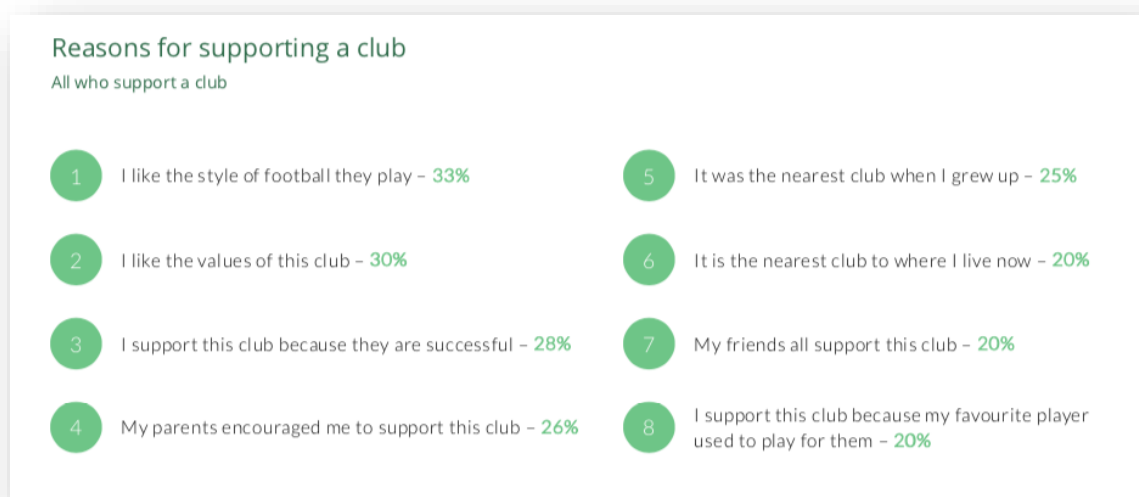 Reasons for supporting a club
All who support a club
1
I like the style of football they play – 33%
2
I like the values of this club – 30%
3
I support this club because they are successful – 28%
4
My parents encouraged me to support this club – 26%
5
It was the nearest club when I grew up – 25%
6
It is the nearest club to where I live now – 20%
7
My friends all support this club – 20%
8
I support this club because my favourite player
used to play for them – 20%